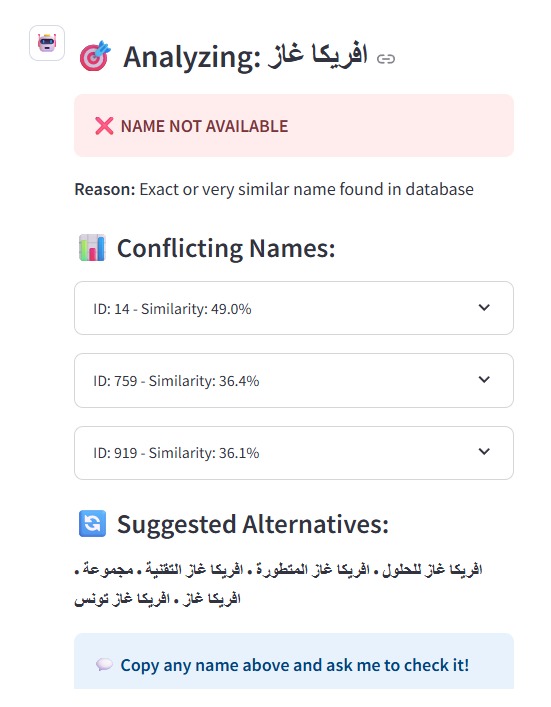 Analyzing: افريكا غاز
NAME NOT AVAILABLE
Reason: Exact or very similar name found in database
Conflicting Names:
ID: 14 - Similarity: 49.0%
ID: 759 - Similarity: 36.4%
ID: 919 - Similarity: 36.1%
Suggested Alternatives:
افريكا غاز للحلول • افريكا غاز المتطورة • افريكا غاز التقنية • مجموعة •
افريكا غاز • افريكا غاز تونس
Copy any name above and ask me to check it!